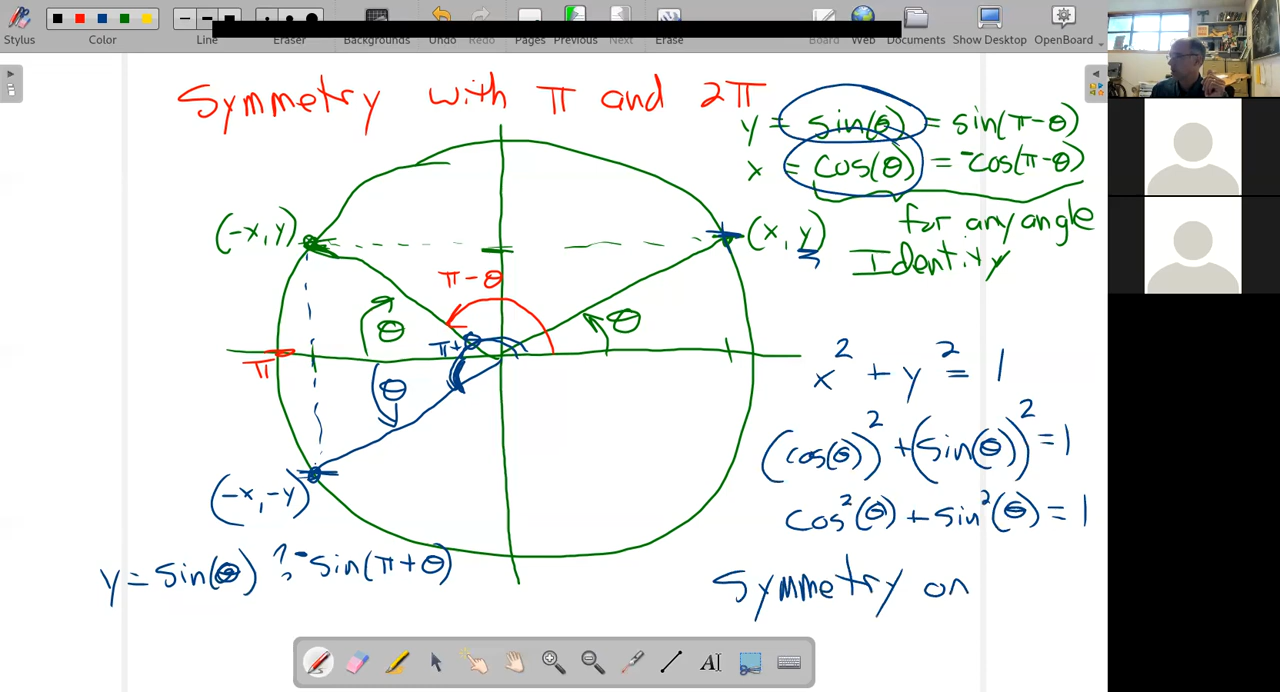 Stylus Color Line Eraser Backgrounds Undo Redo Pages Previous Next Erase Board Web Documents Show Desktop OpenBoard
Symmetry with π and 2π
y = sin(θ) = sin(π-θ)
x = cos(θ) = -cos(π-θ)
for any angle
Identity
(-x, y)
(x, y)
π - θ
θ
θ
π+
π
θ
(-x, -y)
x² + y² = 1
(cos(θ))² + (sin(θ))² = 1
cos²(θ) + sin²(θ) = 1
y = sin(θ) ? -sin(π+θ)
Symmetry on